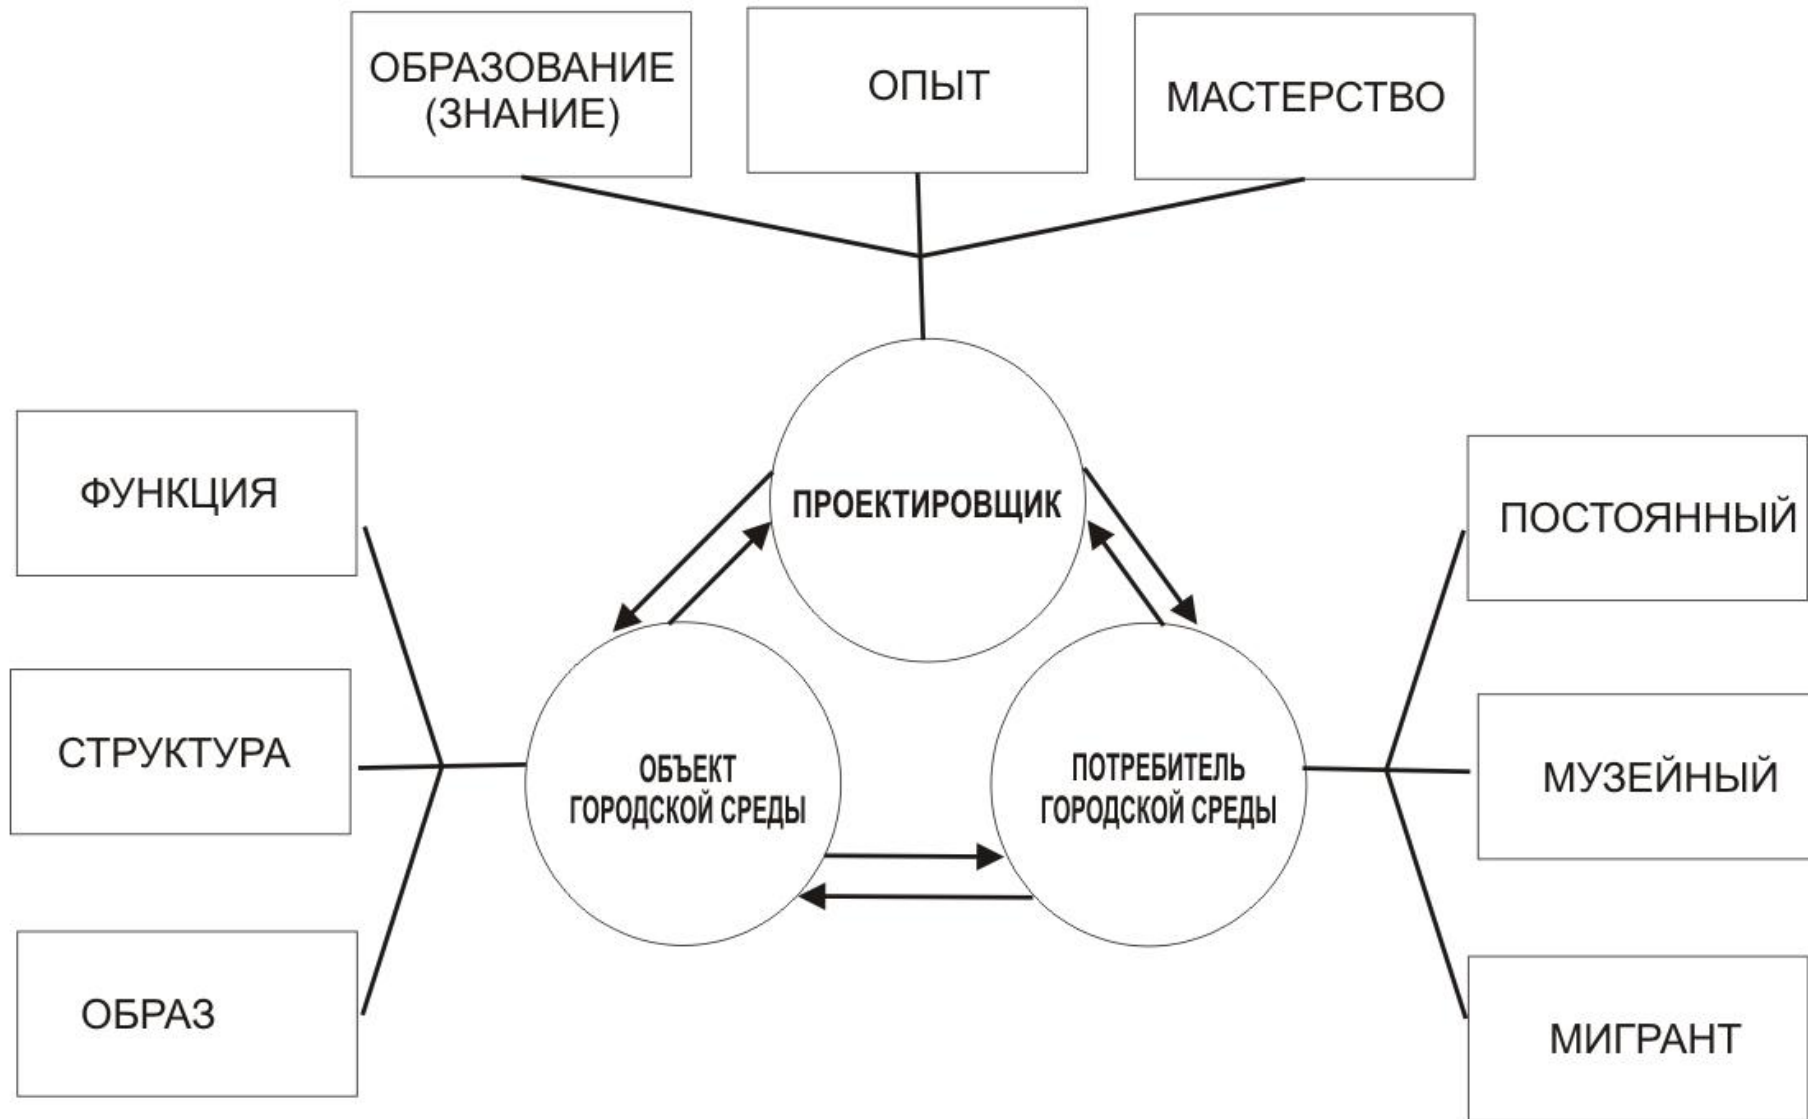 ОБРАЗОВАНИЕ
(ЗНАНИЕ)
ОПЫТ
МАСТЕРСТВО
ПРОЕКТИРОВЩИК
ФУНКЦИЯ
СТРУКТУРА
ОБРАЗ
ОБЪЕКТ
ГОРОДСКОЙ СРЕДЫ
ПОТРЕБИТЕЛЬ
ГОРОДСКОЙ СРЕДЫ
ПОСТОЯННЫЙ
МУЗЕЙНЫЙ
МИГРАНТ